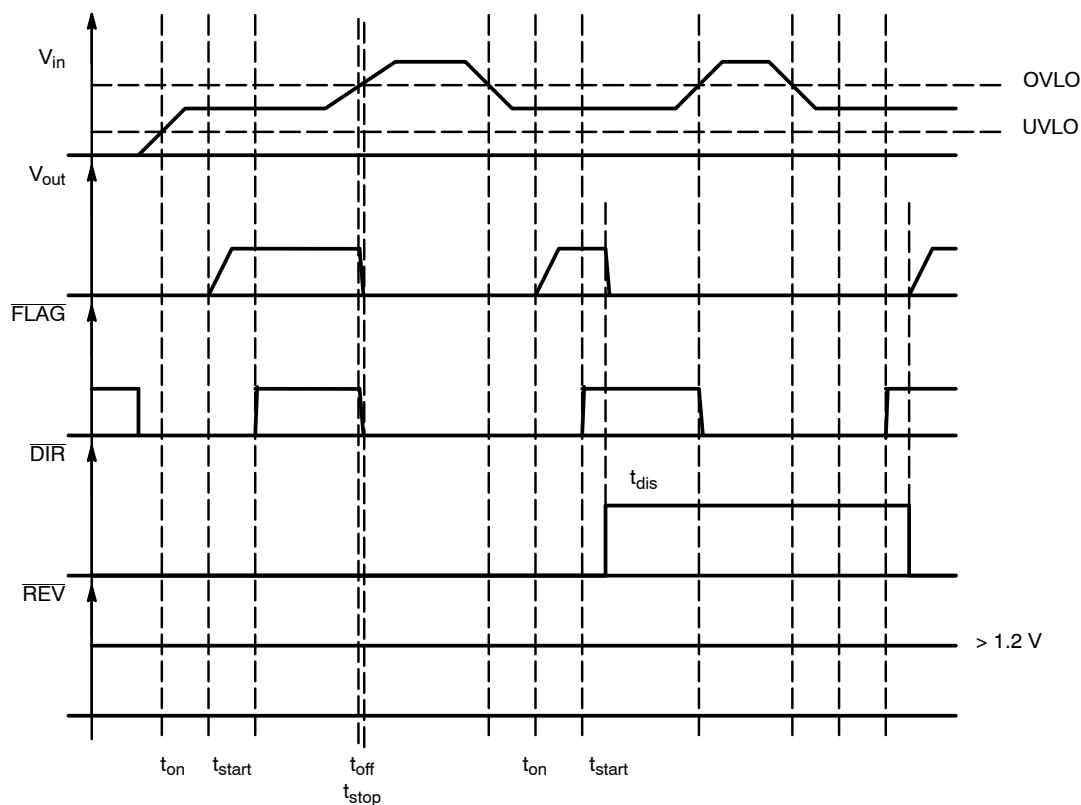 V_in
OVLO
UVLO
V_out
FLAG
DIR
t_dis
REV
> 1.2 V
t_on t_start t_off t_on t_start
t_stop